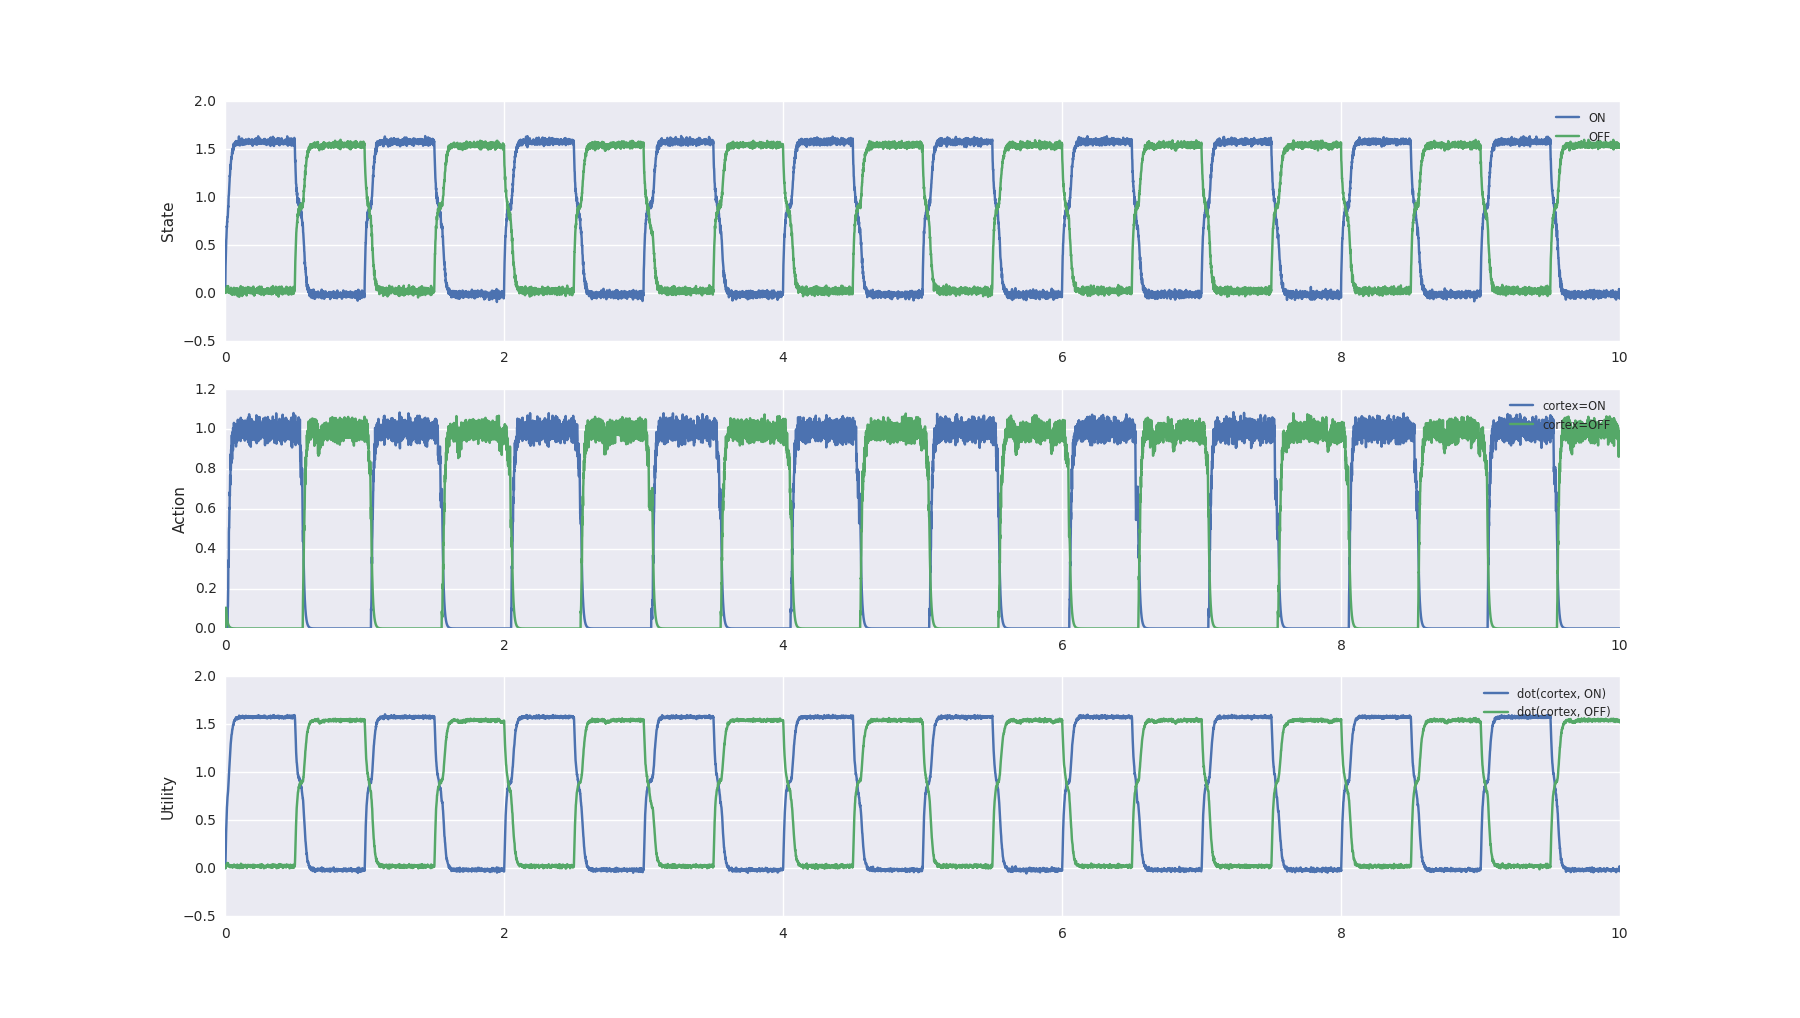 2.0
1.5
1.0
0.5
0.0
−0.5
State
ON
OFF
0 2 4 6 8 10
1.2
1.0
0.8
0.6
0.4
0.2
0.0
Action
cortex=ON
cortex=OFF
0 2 4 6 8 10
2.0
1.5
1.0
0.5
0.0
−0.5
Utility
dot(cortex, ON)
dot(cortex, OFF)
0 2 4 6 8 10